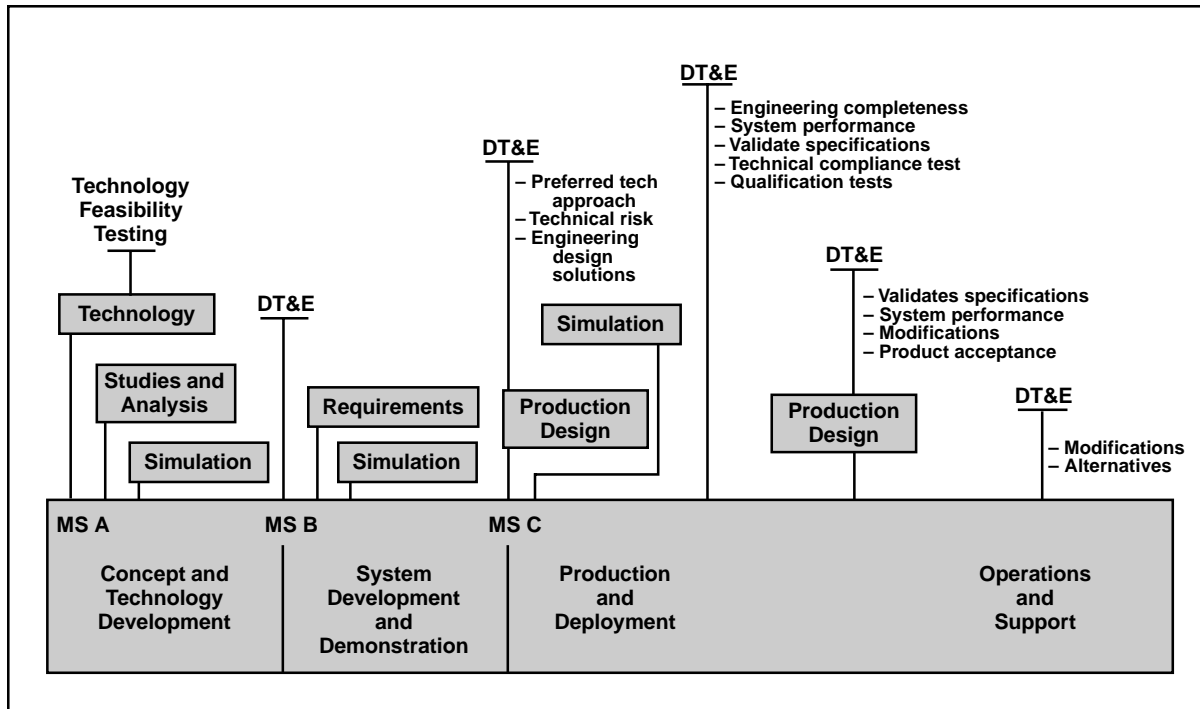 Technology
Feasibility
Testing
Technology
Studies and
Analysis
Simulation
DT&E
Requirements
Simulation
DT&E
– Preferred tech
approach
– Technical risk
– Engineering
design
solutions
Production
Design
Simulation
DT&E
– Engineering completeness
– System performance
– Validate specifications
– Technical compliance test
– Qualification tests
DT&E
– Validates specifications
– System performance
– Modifications
– Product acceptance
Production
Design
DT&E
– Modifications
– Alternatives
MS A
Concept and
Technology
Development
MS B
System
Development
and
Demonstration
MS C
Production
and
Deployment
Operations
and
Support